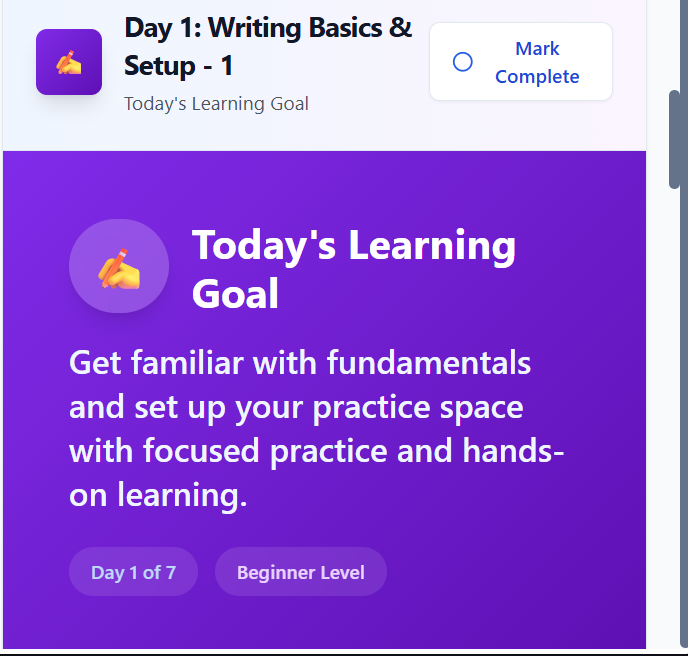 Day 1: Writing Basics &
Setup - 1
Today's Learning Goal
Mark
Complete
Today's Learning
Goal
Get familiar with fundamentals
and set up your practice space
with focused practice and hands-
on learning.
Day 1 of 7
Beginner Level